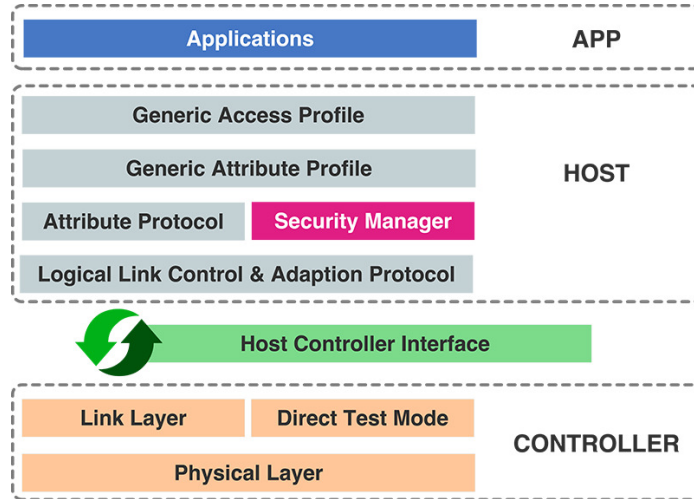 Applications
APP
Generic Access Profile
Generic Attribute Profile
HOST
Attribute Protocol
Security Manager
Logical Link Control & Adaption Protocol
Host Controller Interface
Link Layer
Direct Test Mode
CONTROLLER
Physical Layer